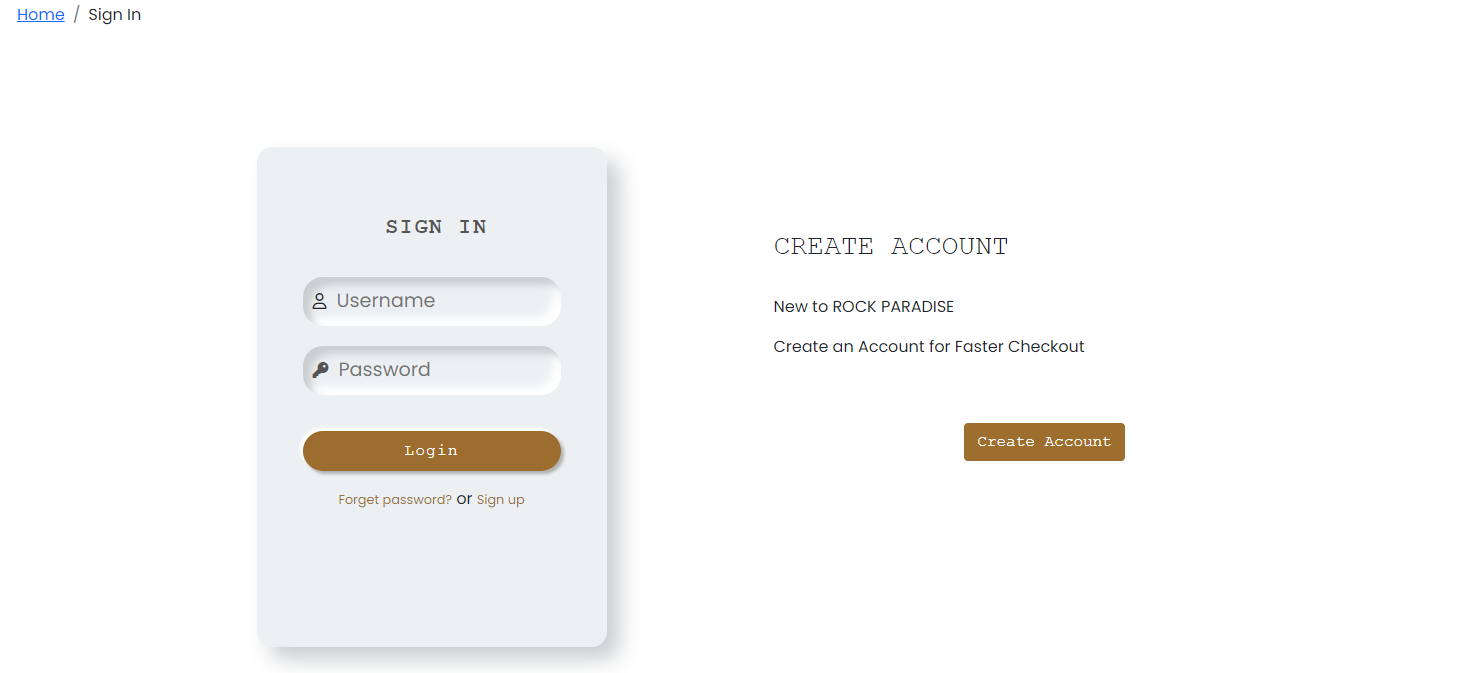 Home / Sign In
SIGN IN
Username
Password
Login
Forget password? or Sign up
CREATE ACCOUNT
New to ROCK PARADISE
Create an Account for Faster Checkout
Create Account